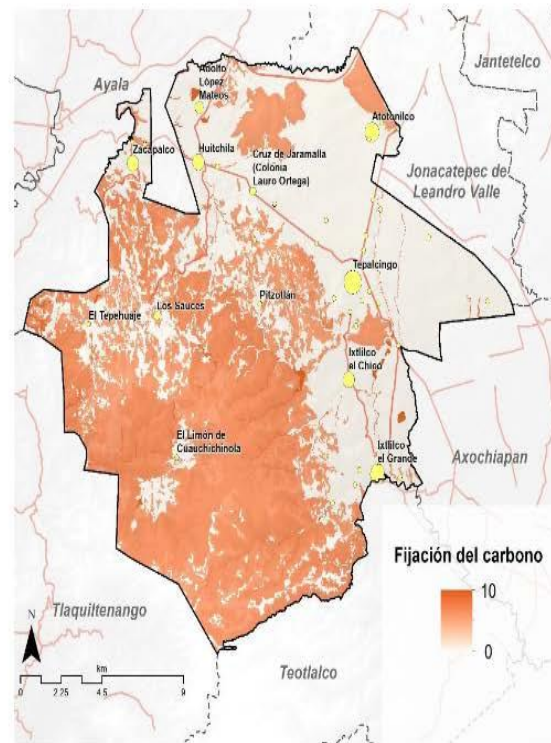 Jantetelco
Ayala
Adolfo
López
Mateos
Atotonilco
Zacapalco
Huitchila
Cruz de Jaramalla
(Colonia
Lauro Ortega)
Jonacatepec de
Leandro Valle
Tepalcingo
Pitzotlán
El Tepehuaje
Los Sauces
Ixtlilco
el Chico
El Limón de
Cuauchichinola
Ixtlilco
el Grande
Axochiapan
Fijación del carbono
10
0
Tlaquiltenango
N
km
0 2.25 4.5 9
Teotlalco